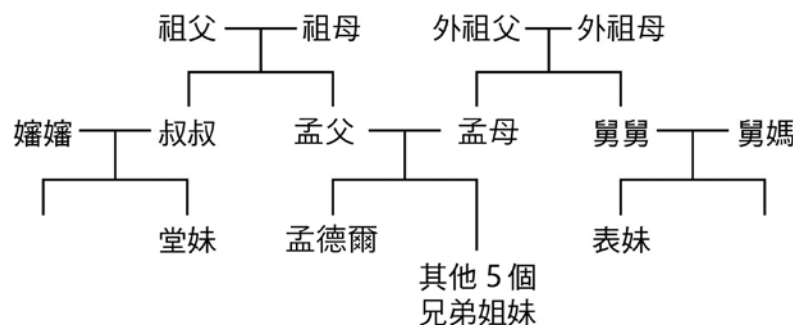 祖父 祖母 外祖父 外祖母
嬸嬸 叔叔 孟父 孟母 舅舅 舅媽
堂妹 孟德爾 表妹
其他 5 個
兄弟姐妹